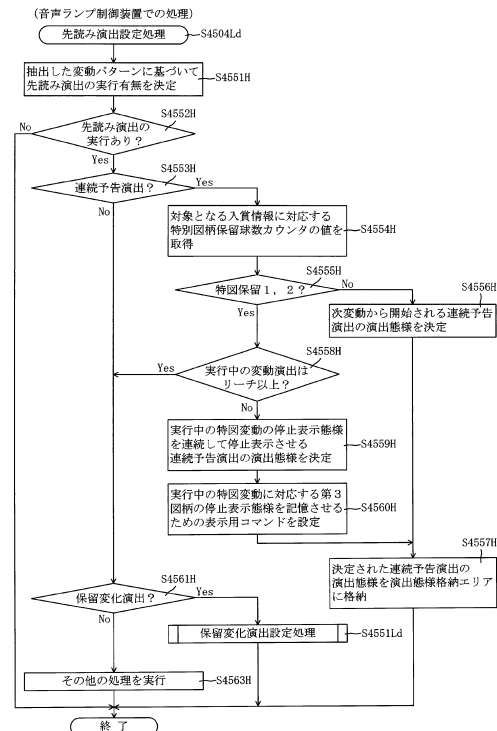 (音声ランプ制御装置での処理)
先読み演出設定処理
S4504Ld
抽出した変動パターンに基づいて
先読み演出の実行有無を決定
S4551H
S4552H
先読み演出の
実行あり?
No
Yes
S4553H
連続予告演出?
Yes
No
対象となる入賞情報に対応する
特別図柄保留球数カウンタの値を
取得
S4554H
S4555H
特図保留1,2?
No
Yes
S4556H
次変動から開始される連続予告
演出の演出態様を決定
S4558H
実行中の変動演出は
リーチ以上?
Yes
No
実行中の特図変動の停止表示態様
を連続して停止表示させる
連続予告演出の演出態様を決定
S4559H
実行中の特図変動に対応する第3
図柄の停止表示態様を記憶させる
ための表示用コマンドを設定
S4560H
S4557H
決定された連続予告演出の
演出態様を演出態様格納エリア
に格納
S4561H
保留変化演出?
Yes
No
保留変化演出設定処理
S4551Ld
その他の処理を実行
S4563H
終了